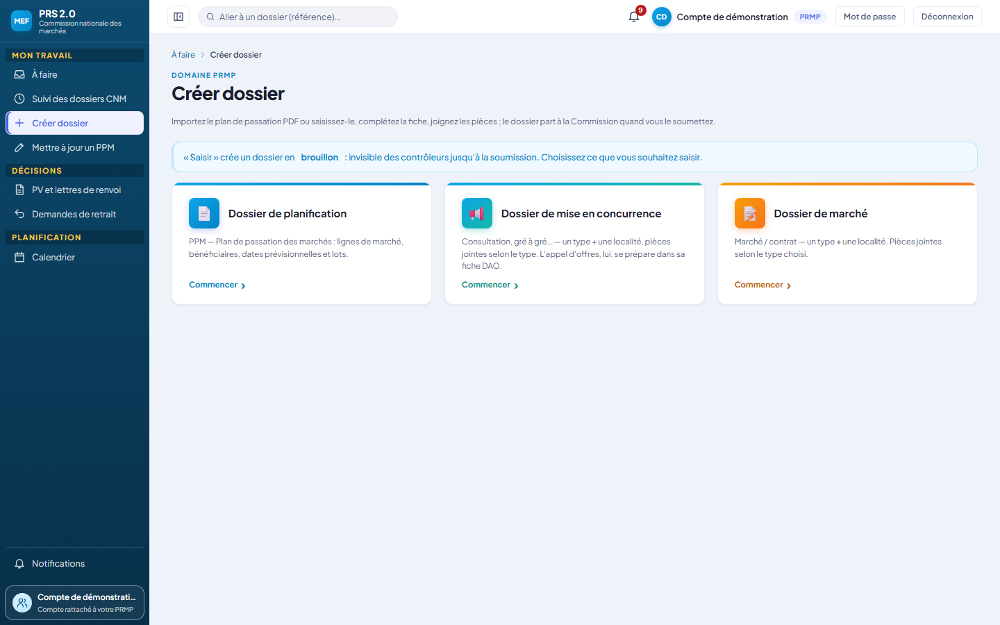 MEF
PRS 2.0
Commission nationale des
marchés
MON TRAVAIL
À faire
Suivi des dossiers CNM
Créer dossier
Mettre à jour un PPM
DÉCISIONS
PV et lettres de renvoi
Demandes de retrait
PLANIFICATION
Calendrier
Notifications
Compte de démonstrati...
Compte rattaché à votre PRMP
Aller à un dossier (référence)...
9
CD
Compte de démonstration
PRMP
Mot de passe
Déconnexion
À faire > Créer dossier
DOMAINE PRMP
Créer dossier
Importez le plan de passation PDF ou saisissez-le, complétez la fiche, joignez les pièces ; le dossier part à la Commission quand vous le soumettez.
« Saisir » crée un dossier en brouillon : invisible des contrôleurs jusqu'à la soumission. Choisissez ce que vous souhaitez saisir.
Dossier de planification
PPM — Plan de passation des marchés : lignes de marché,
bénéficiaires, dates prévisionnelles et lots.
Commencer ›
Dossier de mise en concurrence
Consultation, gré à gré… — un type + une localité, pièces
jointes selon le type. L'appel d'offres, lui, se prépare dans sa
fiche DAO.
Commencer ›
Dossier de marché
Marché / contrat — un type + une localité. Pièces jointes
selon le type choisi.
Commencer ›